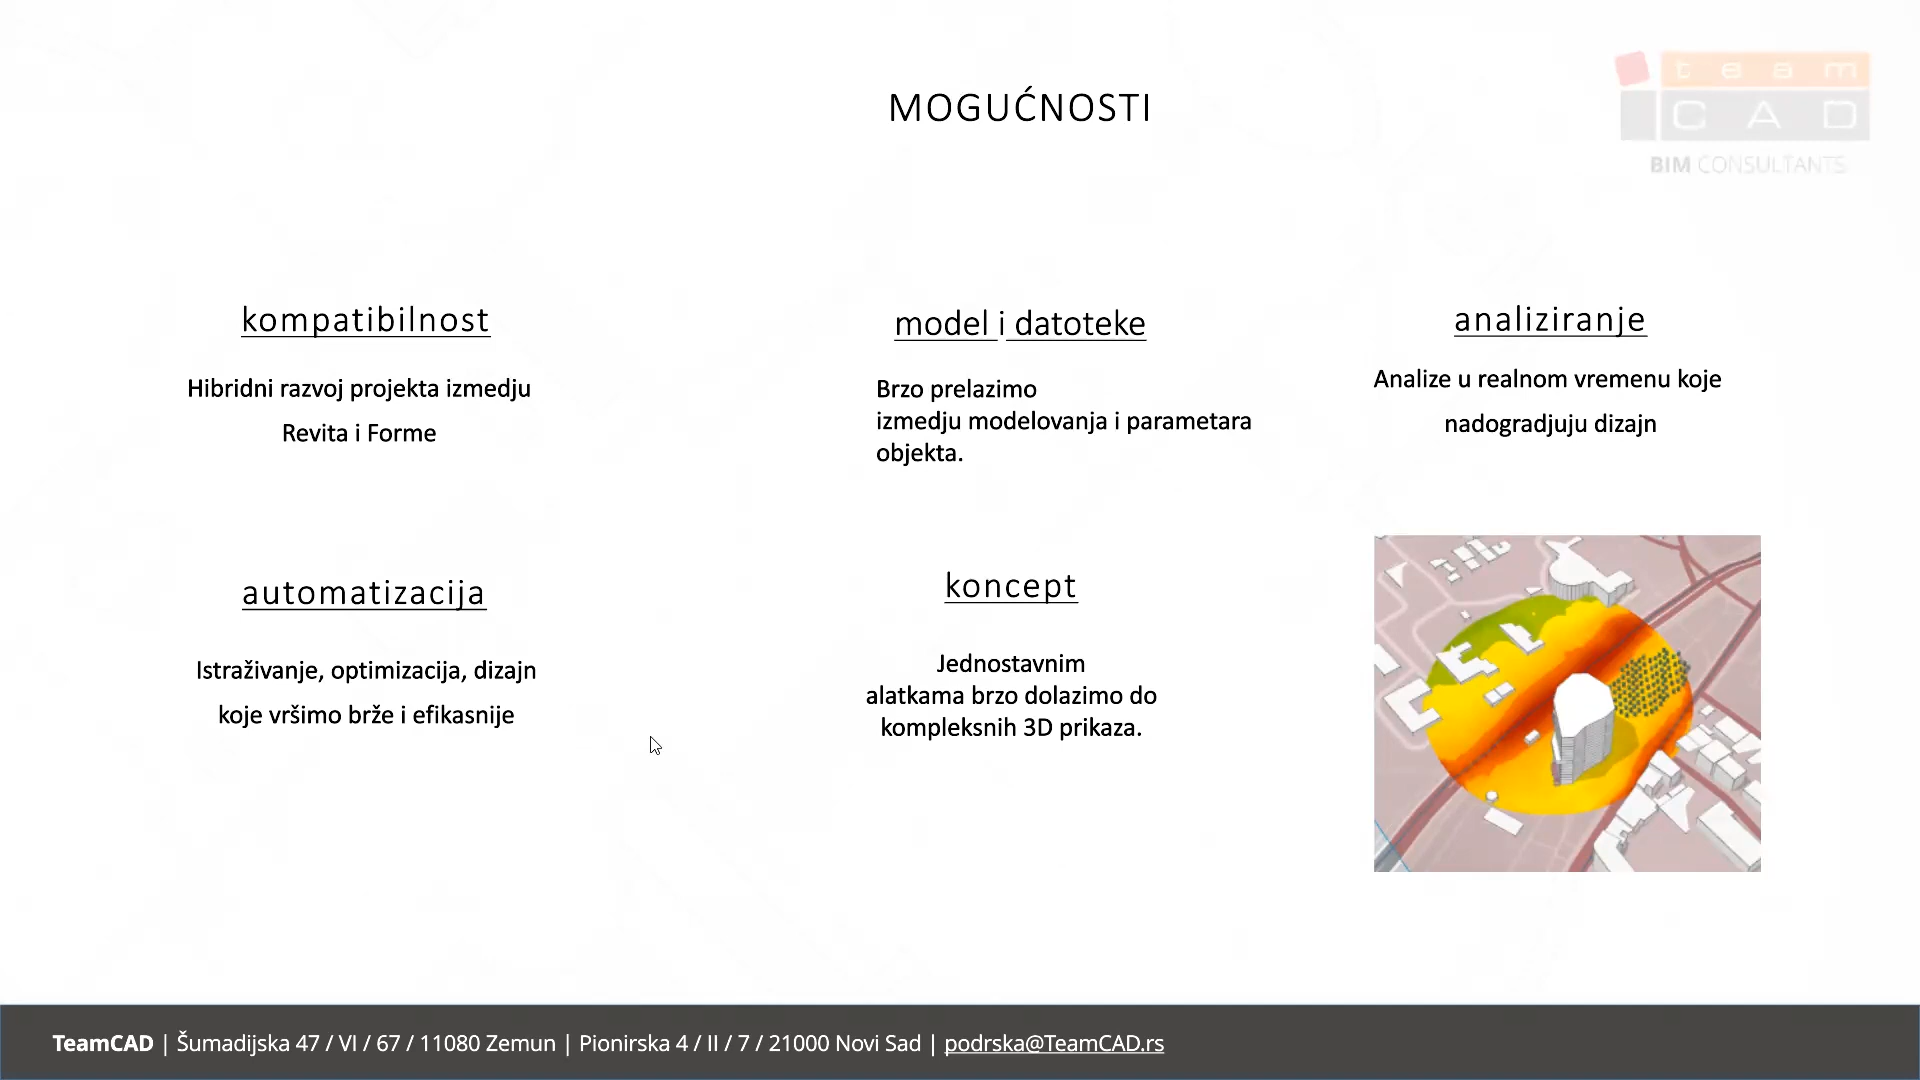 MOGUĆNOSTI
team
CAD
BIM CONSULTANTS
kompatibilnost
Hibridni razvoj projekta izmedju
Revita i Forme
model i datoteke
Brzo prelazimo
izmedju modelovanja i parametara
objekta.
analiziranje
Analize u realnom vremenu koje
nadogradjuju dizajn
automatizacija
Istraživanje, optimizacija, dizajn
koje vršimo brže i efikasnije
koncept
Jednostavnim
alatkama brzo dolazimo do
kompleksnih 3D prikaza.
TeamCAD | Šumadijska 47 / VI / 67 / 11080 Zemun | Pionirska 4 / II / 7 / 21000 Novi Sad | podrska@TeamCAD.rs